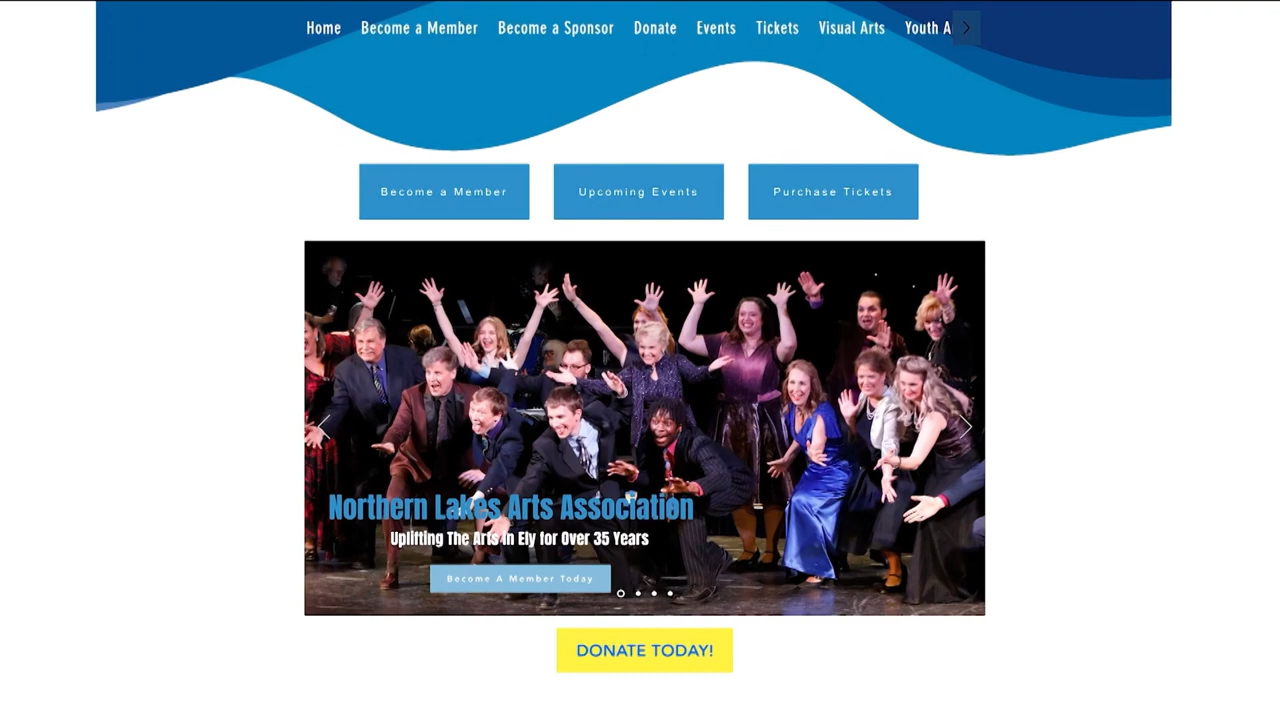 Home Become a Member Become a Sponsor Donate Events Tickets Visual Arts Youth A
Become a Member Upcoming Events Purchase Tickets
Northern Lakes Arts Association
Uplifting The Arts In Ely for Over 35 Years
Become A Member Today
DONATE TODAY!